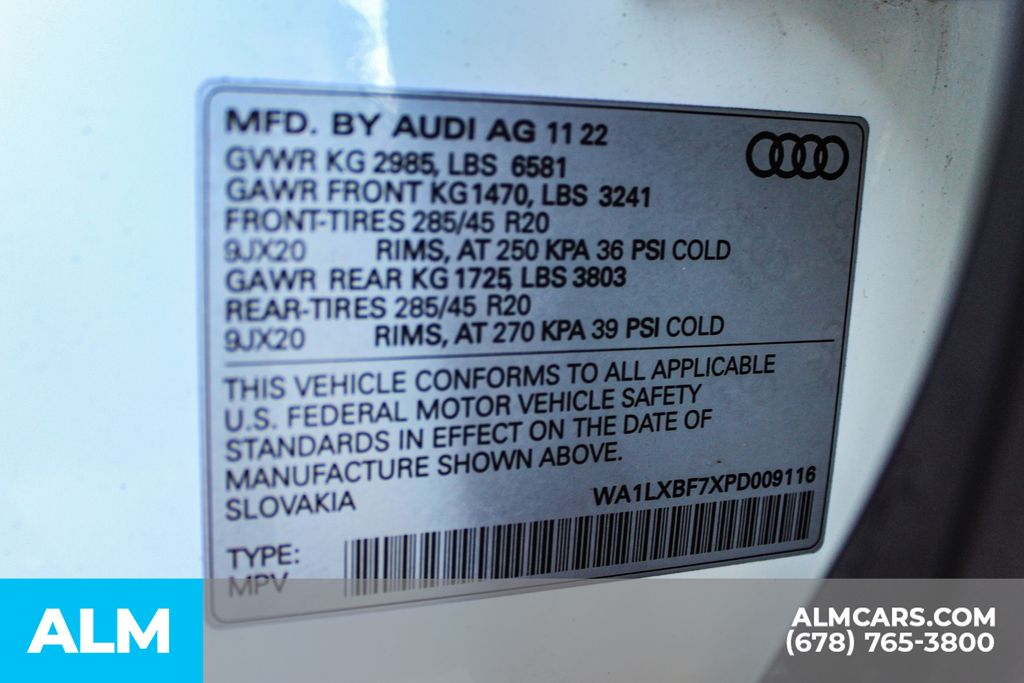 MFD. BY AUDI AG 11 22
GVWR KG 2985, LBS 6581
GAWR FRONT KG1470, LBS 3241
FRONT-TIRES 285/45 R20
9JX20 RIMS, AT 250 KPA 36 PSI COLD
GAWR REAR KG 1725, LBS 3803
REAR-TIRES 285/45 R20
9JX20 RIMS, AT 270 KPA 39 PSI COLD
THIS VEHICLE CONFORMS TO ALL APPLICABLE
U.S. FEDERAL MOTOR VEHICLE SAFETY
STANDARDS IN EFFECT ON THE DATE OF
MANUFACTURE SHOWN ABOVE.
SLOVAKIA
WA1LXBF7XPD009116
TYPE:
MPV
ALM
ALMCARS.COM
(678) 765-3800